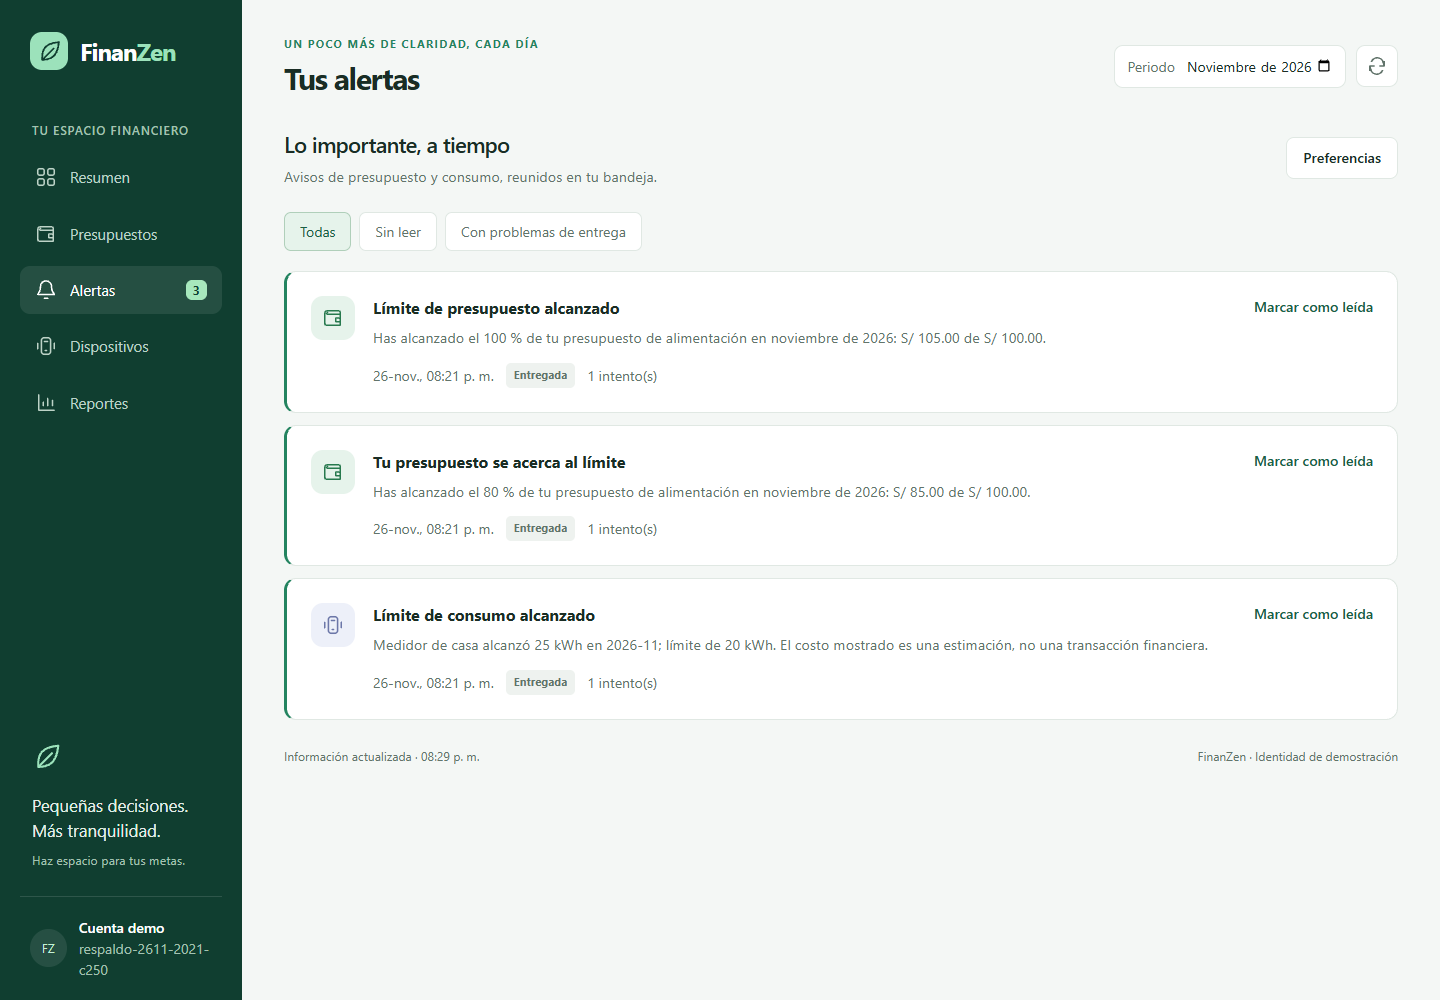 FinanZen
TU ESPACIO FINANCIERO
Resumen
Presupuestos
Alertas 3
Dispositivos
Reportes
Pequeñas decisiones.
Más tranquilidad.
Haz espacio para tus metas.
FZ
Cuenta demo
respaldo-2611-2021-
c250
UN POCO MÁS DE CLARIDAD, CADA DÍA
Tus alertas
Periodo Noviembre de 2026
Lo importante, a tiempo
Avisos de presupuesto y consumo, reunidos en tu bandeja.
Preferencias
Todas Sin leer Con problemas de entrega
Límite de presupuesto alcanzado Marcar como leída
Has alcanzado el 100 % de tu presupuesto de alimentación en noviembre de 2026: S/ 105.00 de S/ 100.00.
26-nov., 08:21 p. m. Entregada 1 intento(s)
Tu presupuesto se acerca al límite Marcar como leída
Has alcanzado el 80 % de tu presupuesto de alimentación en noviembre de 2026: S/ 85.00 de S/ 100.00.
26-nov., 08:21 p. m. Entregada 1 intento(s)
Límite de consumo alcanzado Marcar como leída
Medidor de casa alcanzó 25 kWh en 2026-11; límite de 20 kWh. El costo mostrado es una estimación, no una transacción financiera.
26-nov., 08:21 p. m. Entregada 1 intento(s)
Información actualizada · 08:29 p. m. FinanZen · Identidad de demostración